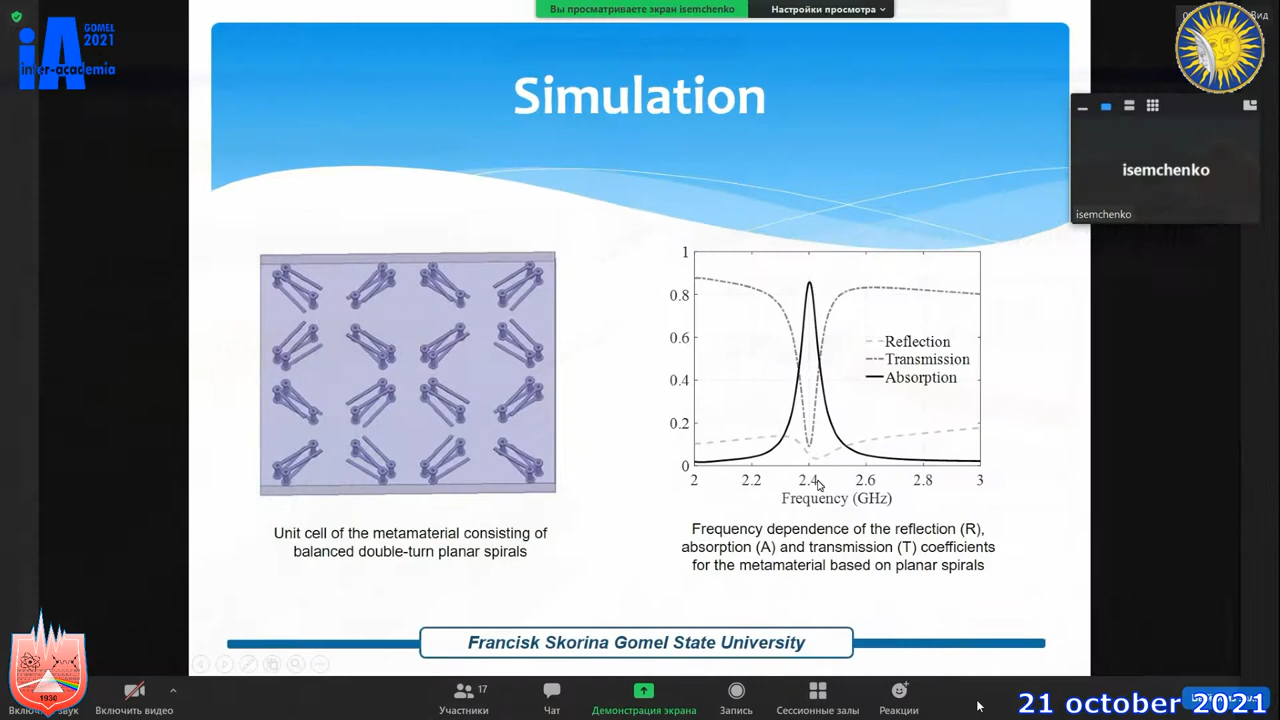 Вы просматриваете экран isemchenko
Настройки просмотра
Вид
GOMEL
2021
iA
inter-academia
Simulation
isemchenko
isemchenko
1
0.8
0.6
0.4
0.2
0
Reflection
Transmission
Absorption
2 2.2 2.4 2.6 2.8 3
Frequency (GHz)
Unit cell of the metamaterial consisting of
balanced double-turn planar spirals
Frequency dependence of the reflection (R),
absorption (A) and transmission (T) coefficients
for the metamaterial based on planar spirals
Francisk Skorina Gomel State University
1930
звук
Включить видео
17
Участники
Чат
Демонстрация экрана
Запись
Сессионные залы
Реакции
21 october 2021